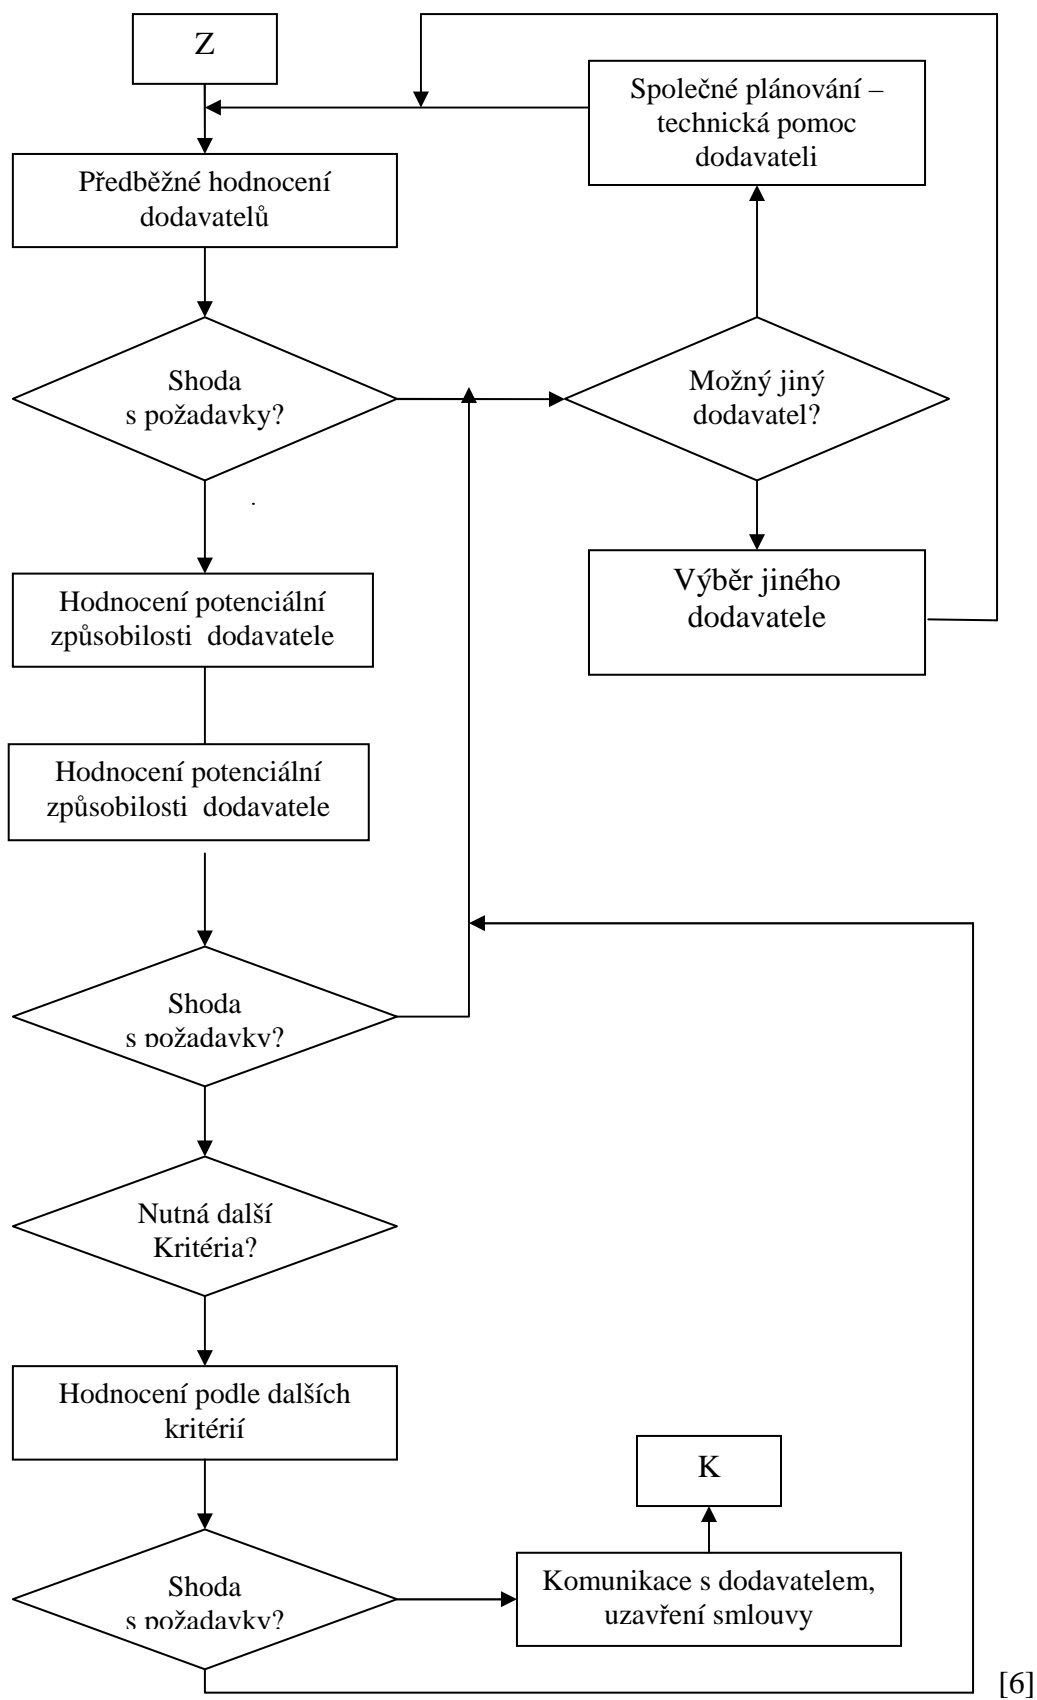 Z
Společné plánování –
technická pomoc
dodavateli
Předběžné hodnocení
dodavatelů
Shoda
s požadavky?
Možný jiný
dodavatel?
Výběr jiného
dodavatele
Hodnocení potenciální
způsobilosti dodavatele
Hodnocení potenciální
způsobilosti dodavatele
Shoda
s požadavky?
Nutná další
Kritéria?
Hodnocení podle dalších
kritérií
K
Shoda
s požadavky?
Komunikace s dodavatelem,
uzavření smlouvy
[6]